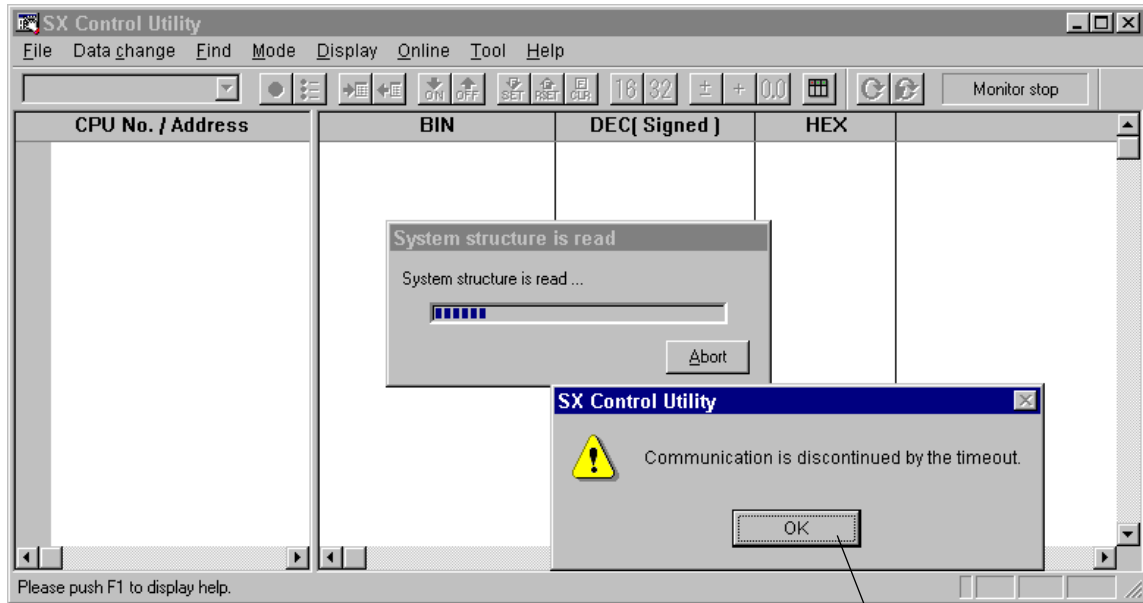 SX Control Utility
File Data change Find Mode Display Online Tool Help
ON OFF SET RSET CLR 16 32 ± + 0.0 Monitor stop
CPU No. / Address BIN DEC( Signed ) HEX
System structure is read
System structure is read ...
Abort
SX Control Utility
Communication is discontinued by the timeout.
OK
Please push F1 to display help.